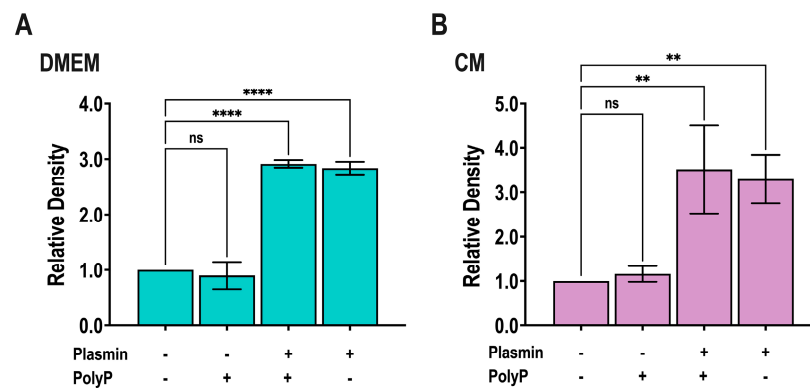 A
B
DMEM
CM
Relative Density
4.0
3.0
2.0
1.0
0.0
ns
****
****
Plasmin - - + +
PolyP - + + -
Relative Density
5.0
4.0
3.0
2.0
1.0
0.0
ns
**
**
Plasmin - - + +
PolyP - + + -